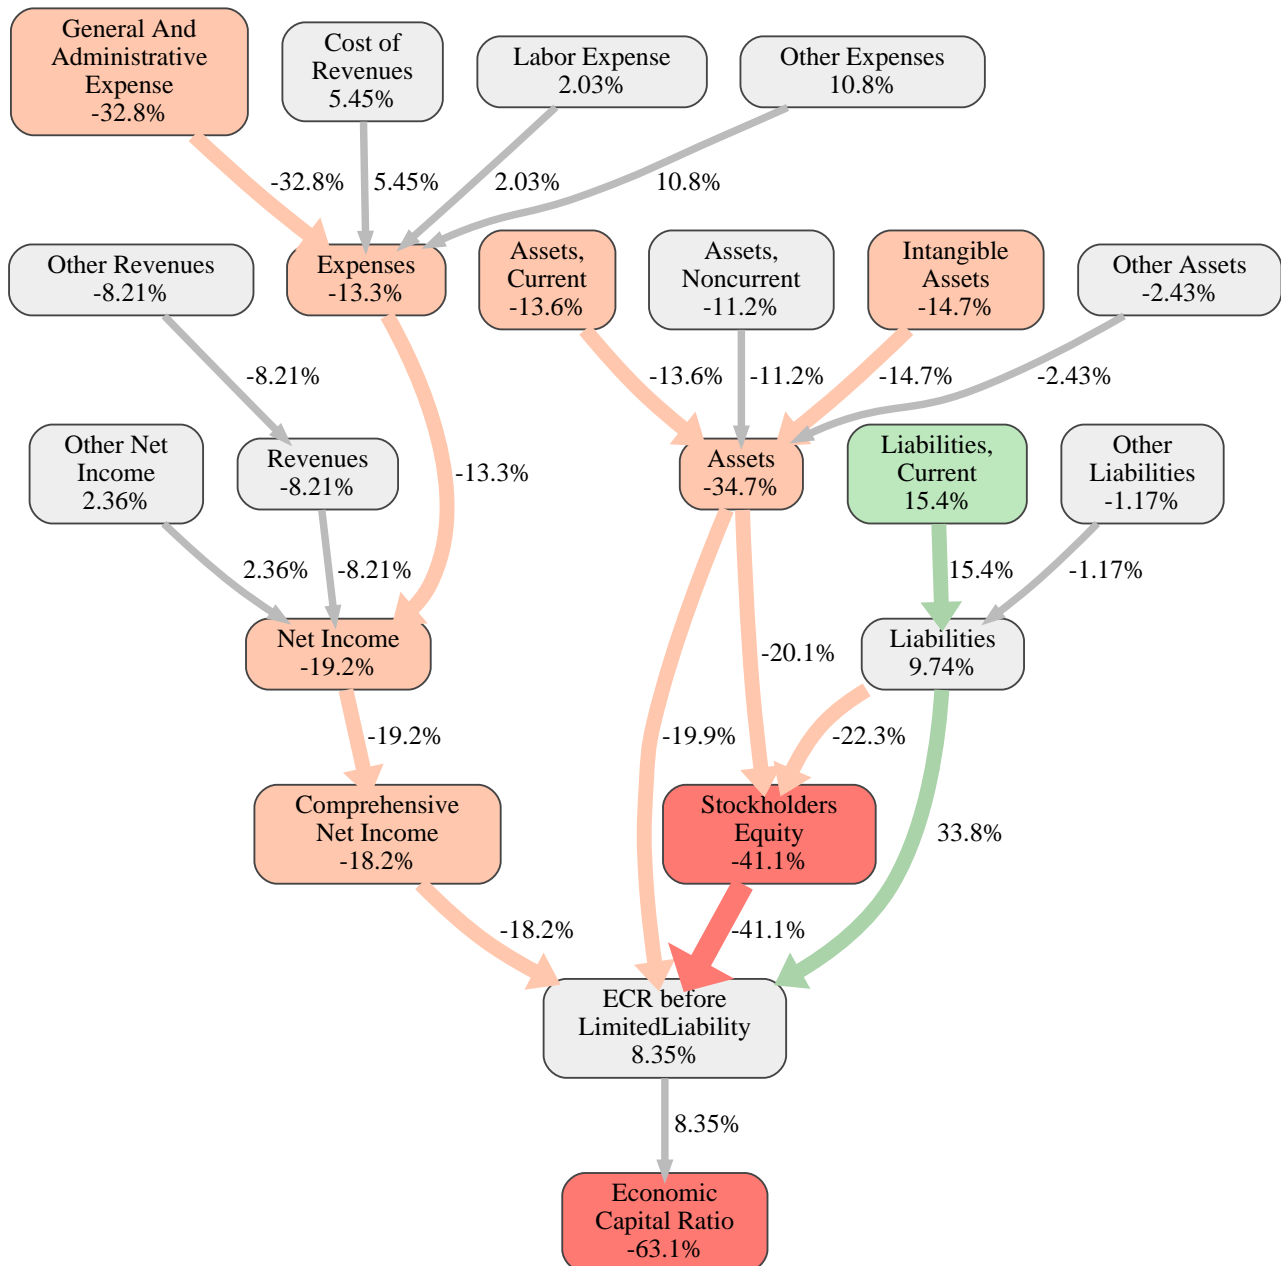 General And
Administrative
Expense
-32.8%
Cost of
Revenues
5.45%
Labor Expense
2.03%
Other Expenses
10.8%
-32.8%
5.45%
2.03%
10.8%
Other Revenues
-8.21%
Expenses
-13.3%
Assets,
Current
-13.6%
Assets,
Noncurrent
-11.2%
Intangible
Assets
-14.7%
Other Assets
-2.43%
-8.21%
-13.6%
-11.2%
-14.7%
-2.43%
Other Net
Income
2.36%
Revenues
-8.21%
-13.3%
Assets
-34.7%
Liabilities,
Current
15.4%
Other
Liabilities
-1.17%
2.36%
-8.21%
15.4%
-1.17%
Net Income
-19.2%
-20.1%
Liabilities
9.74%
-19.2%
-19.9%
-22.3%
Comprehensive
Net Income
-18.2%
Stockholders
Equity
-41.1%
33.8%
-18.2%
-41.1%
ECR before
LimitedLiability
8.35%
8.35%
Economic
Capital Ratio
-63.1%